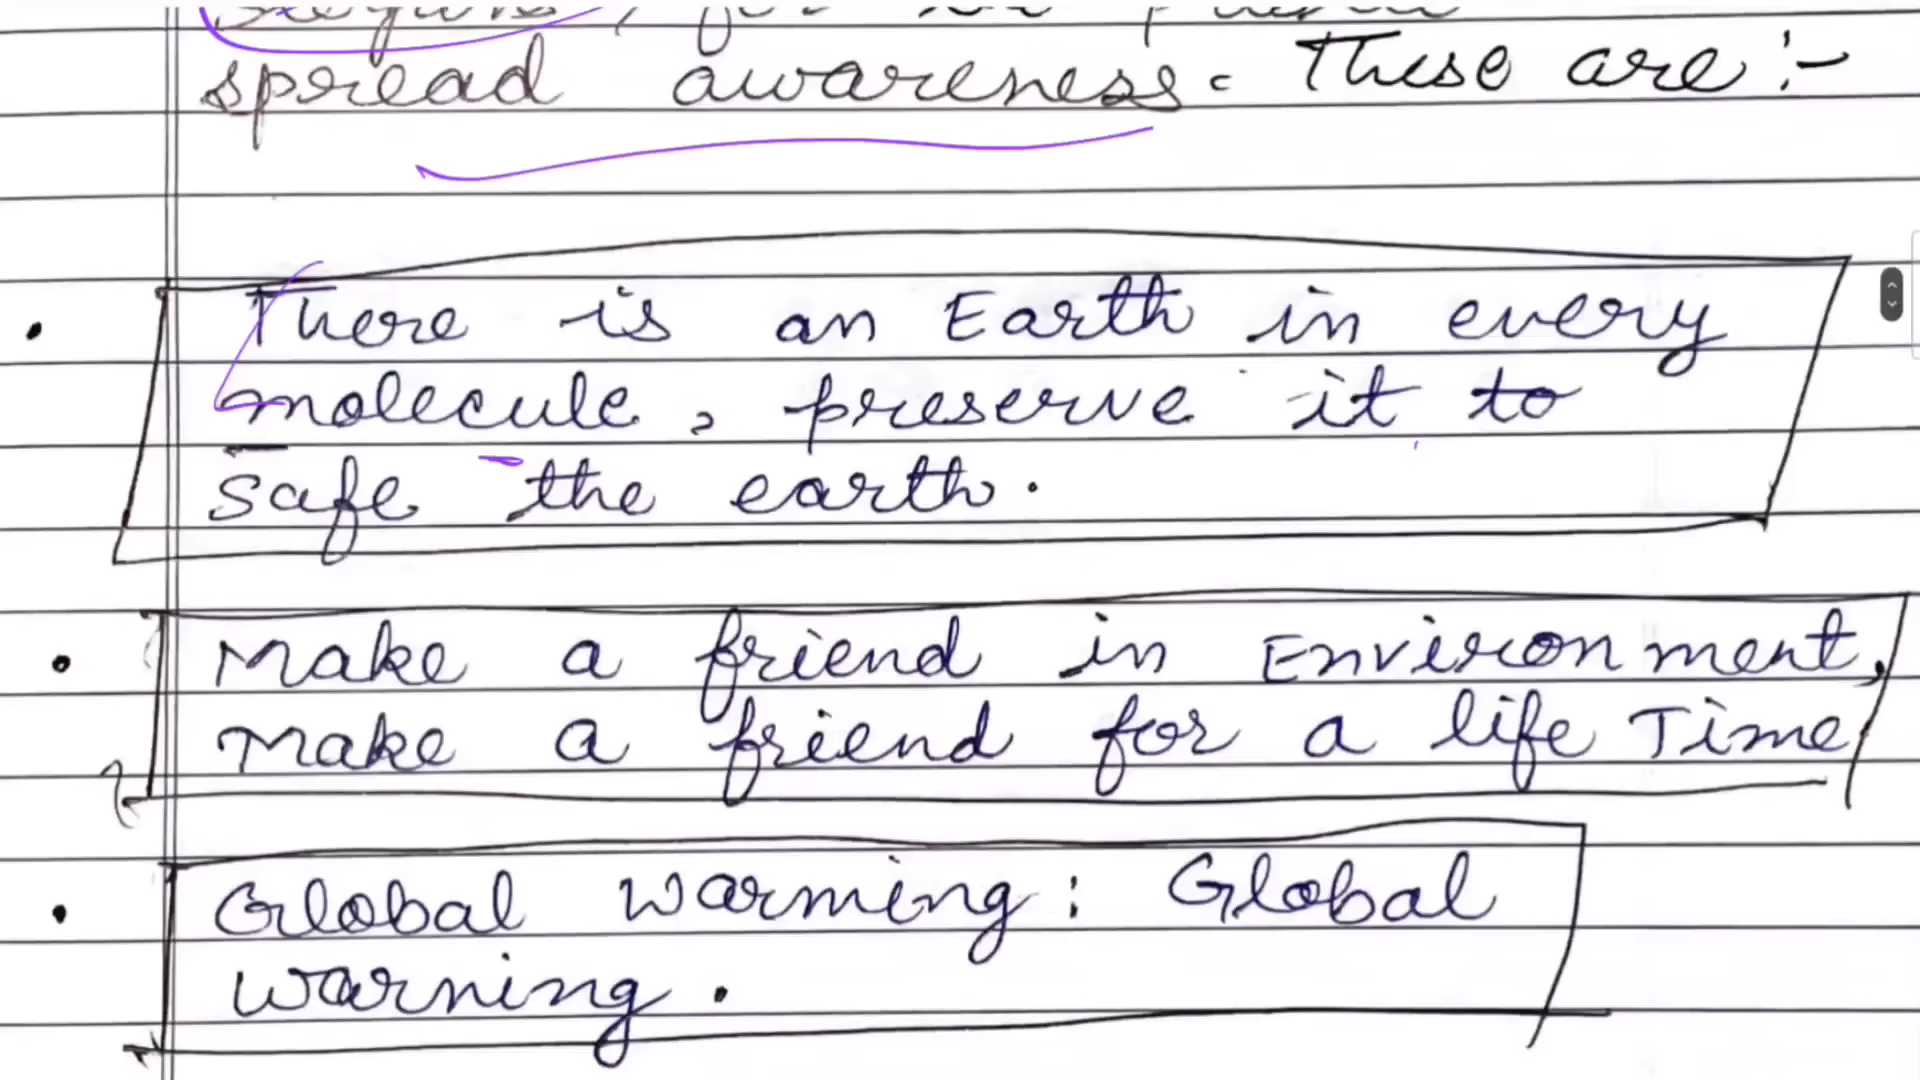 spread awareness. These are :-
• There is an Earth in every
molecule, preserve it to
safe the earth.
• Make a friend in Environment,
Make a friend for a life Time
• Global warming : Global
warning.